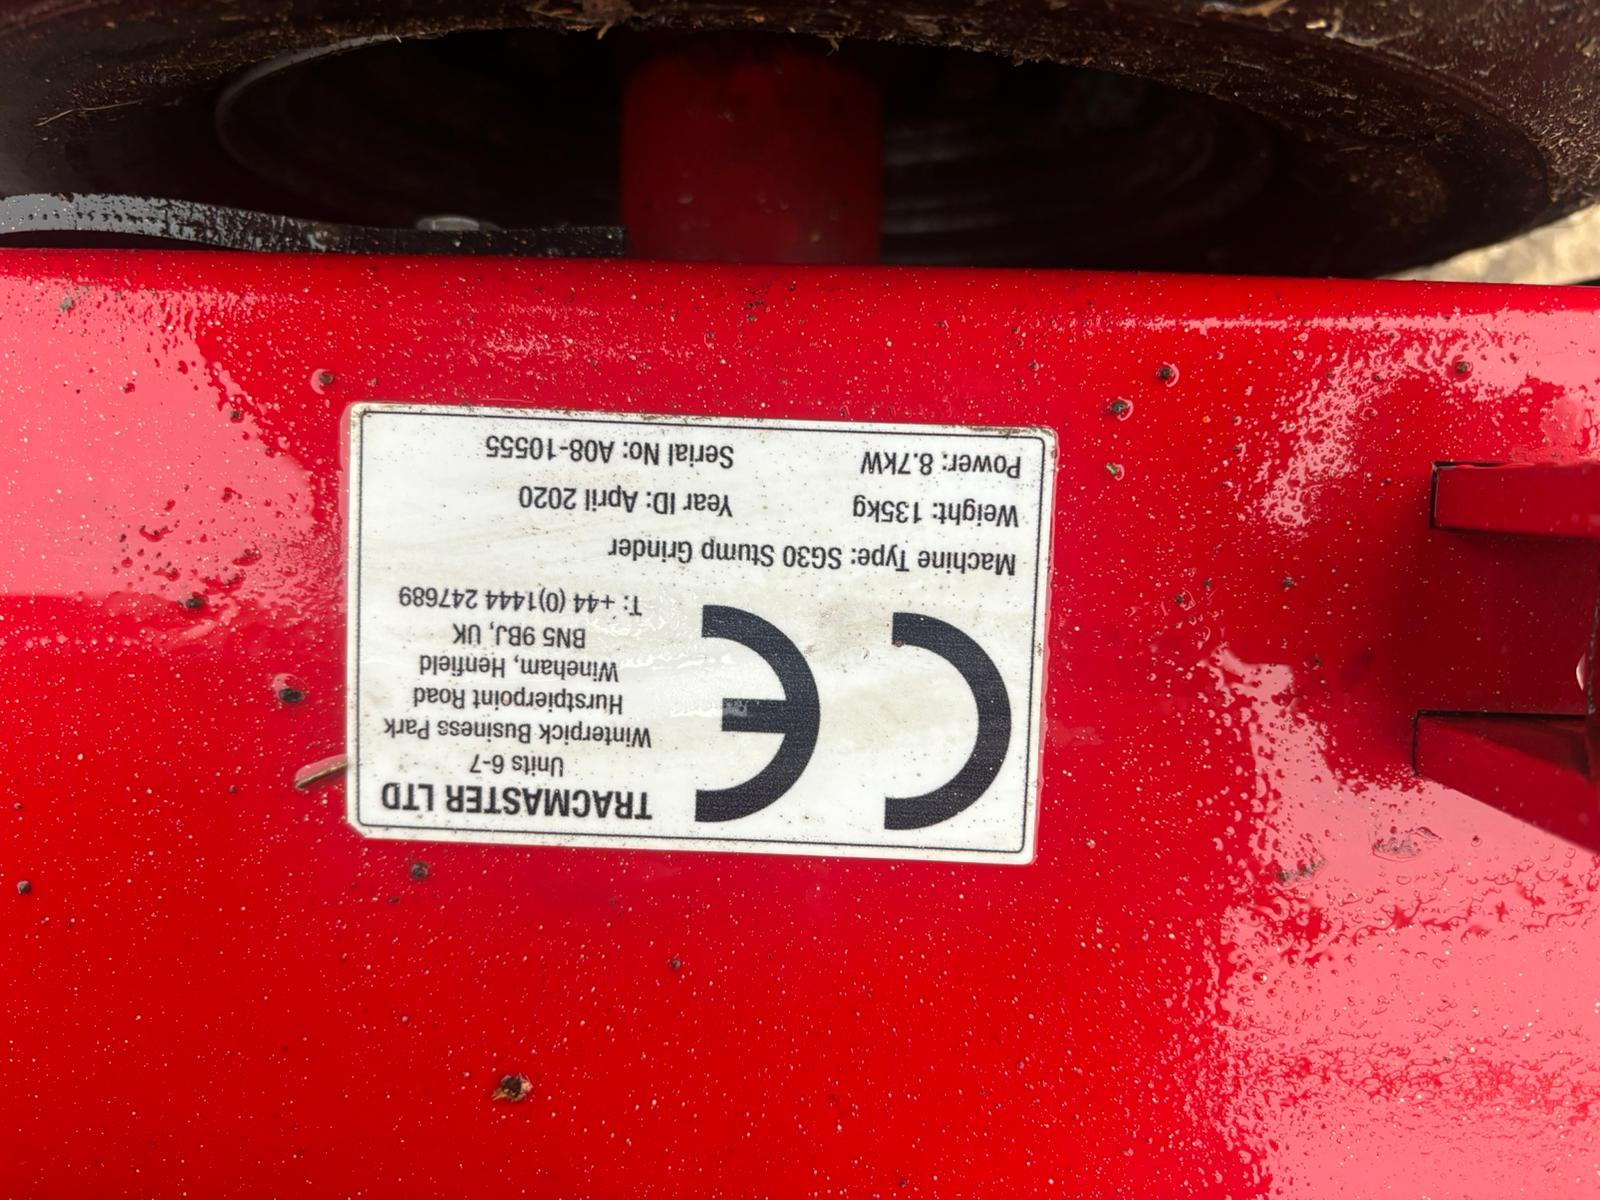 CE
TRACMASTER LTD
Units 6-7
Winterpick Business Park
Hurstpierpoint Road
Wineham, Henfield
BN5 9BJ, UK
T: +44 (0)1444 247689
Machine Type: SG30 Stump Grinder
Weight: 135kg Year ID: April 2020
Power: 8.7kW Serial No: A08-10555